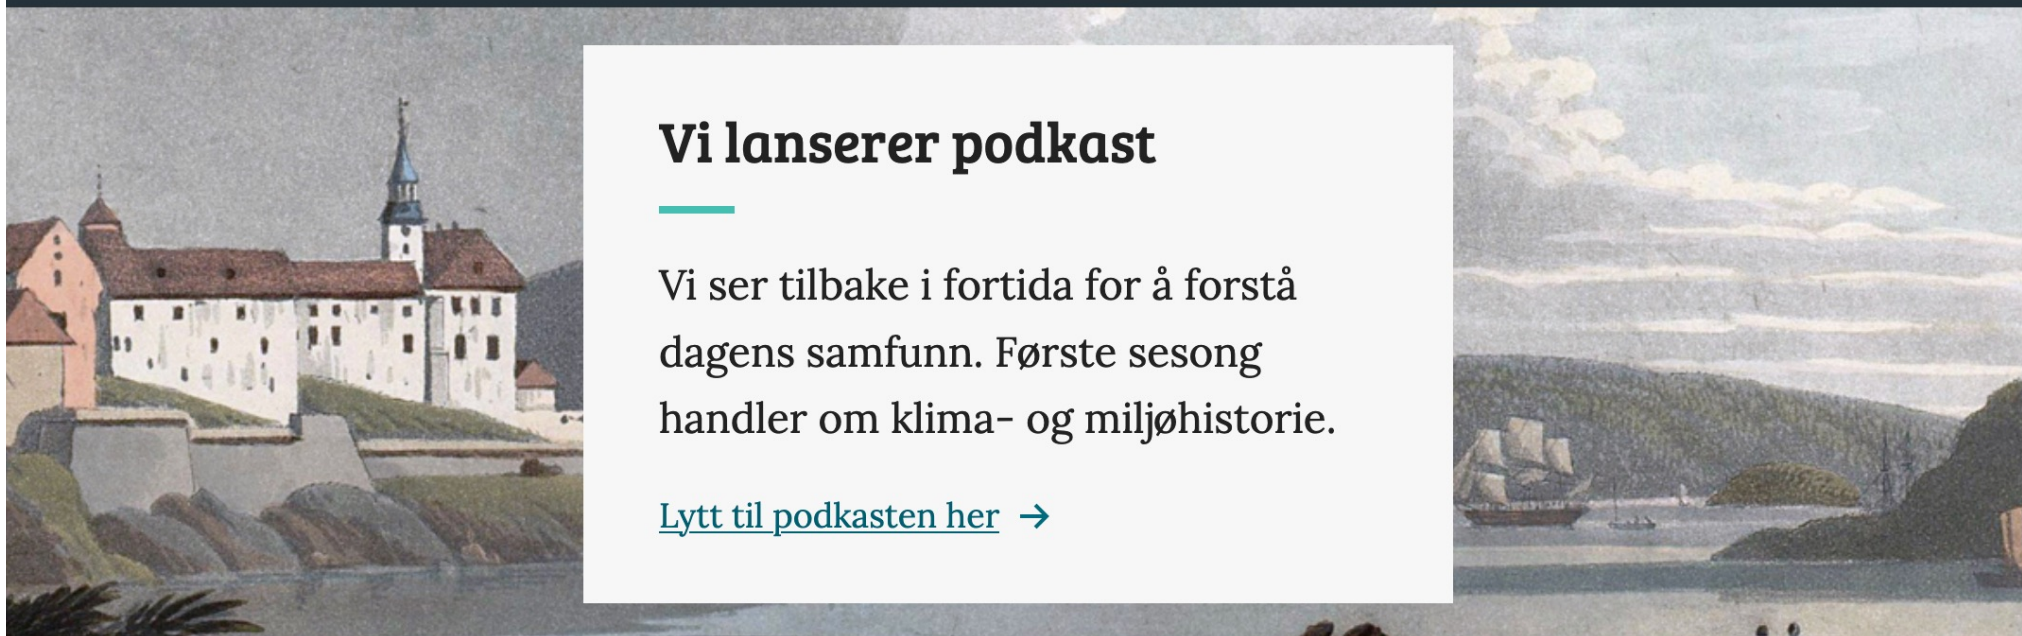 Vi lanserer podkast
Vi ser tilbake i fortida for å forstå
dagens samfunn. Første sesong
handler om klima- og miljøhistorie.
Lytt til podkasten her →